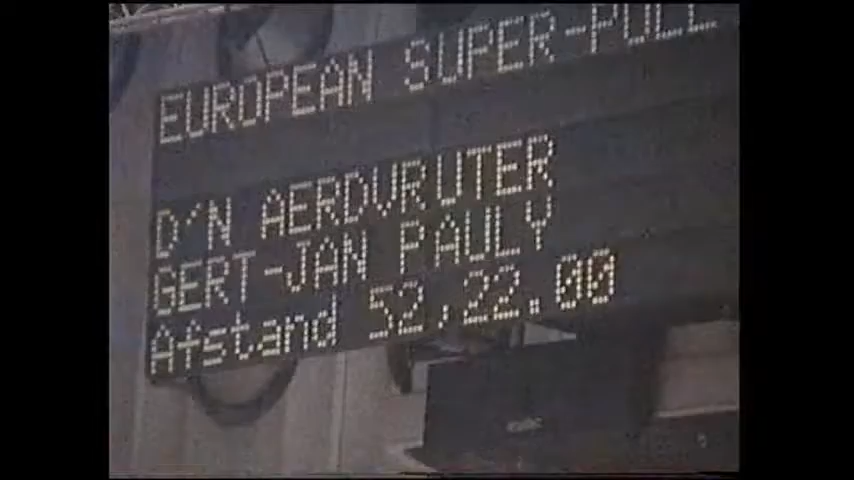 EUROPEAN SUPER-PULL
D'N AERDVRUTER
GERT-JAN PAULY
Afstand 52,22.00